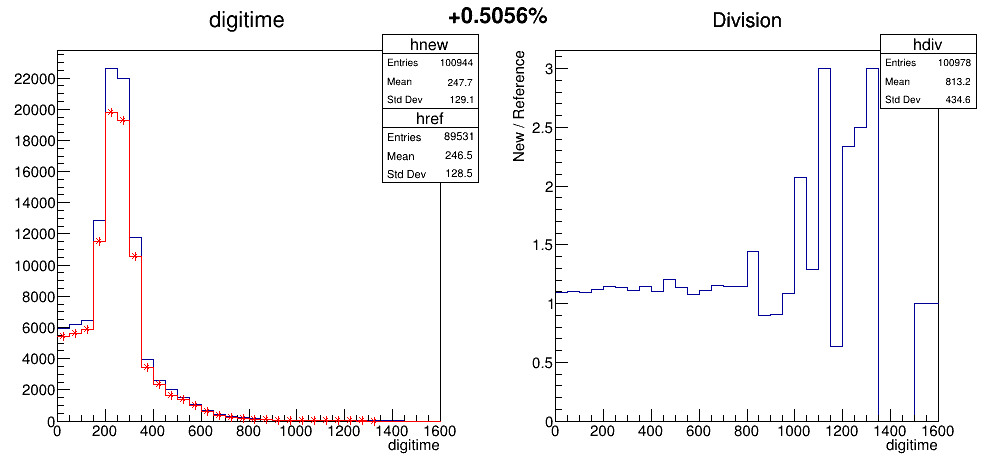 +0.5056%
digitime
hnew
Entries 100944
Mean 247.7
Std Dev 129.1
href
Entries 89531
Mean 246.5
Std Dev 128.5
22000
20000
18000
16000
14000
12000
10000
8000
6000
4000
2000
0
0 200 400 600 800 1000 1200 1400 1600
digitime
Division
hdiv
Entries 100978
Mean 813.2
Std Dev 434.6
New / Reference
3
2.5
2
1.5
1
0.5
0
0 200 400 600 800 1000 1200 1400 1600
digitime